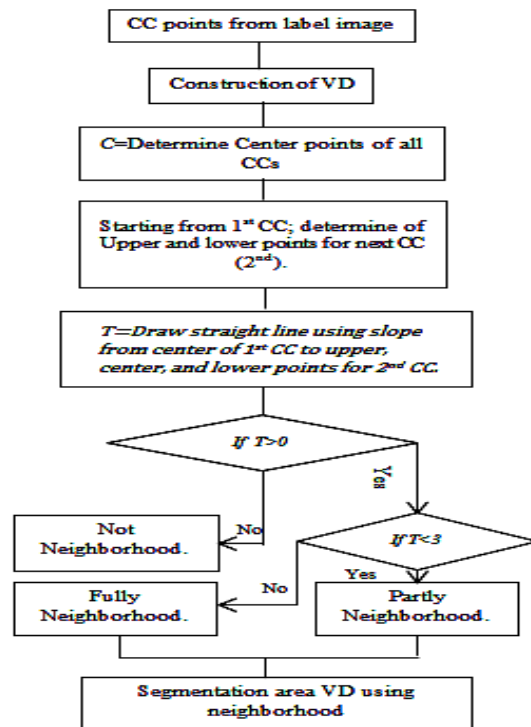 CC points from label image
Construction of VD
C=Determine Center points of all
CCs
Starting from 1st CC; determine of
Upper and lower points for next CC
(2nd).
T=Draw straight line using slope
from center of 1st CC to upper,
center, and lower points for 2nd CC.
If T>0
Yes
No
Not
Neighborhood.
If T<3
No
Yes
Fully
Neighborhood.
Partly
Neighborhood.
Segmentation area VD using
neighborhood